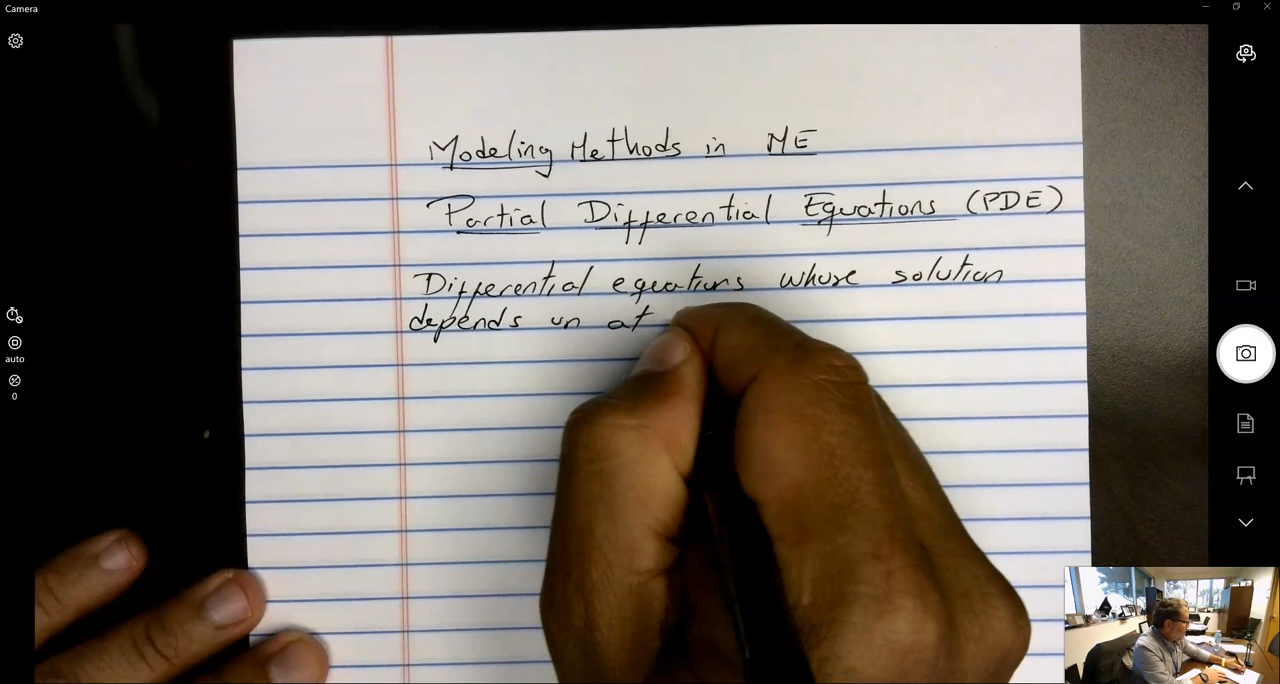 Camera
Modeling Methods in ME
Partial Differential Equations (PDE)
Differential equations whose solution
depends on at
auto
0